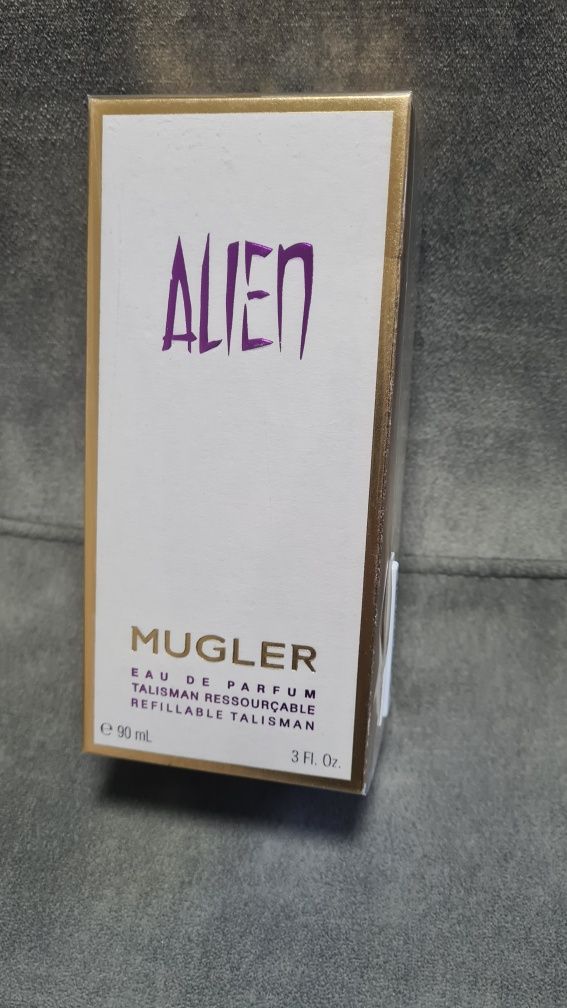 ALIEN
MUGLER
EAU DE PARFUM
TALISMAN RESSOURÇABLE
REFILLABLE TALISMAN
℮ 90 mL
3 Fl. Oz.